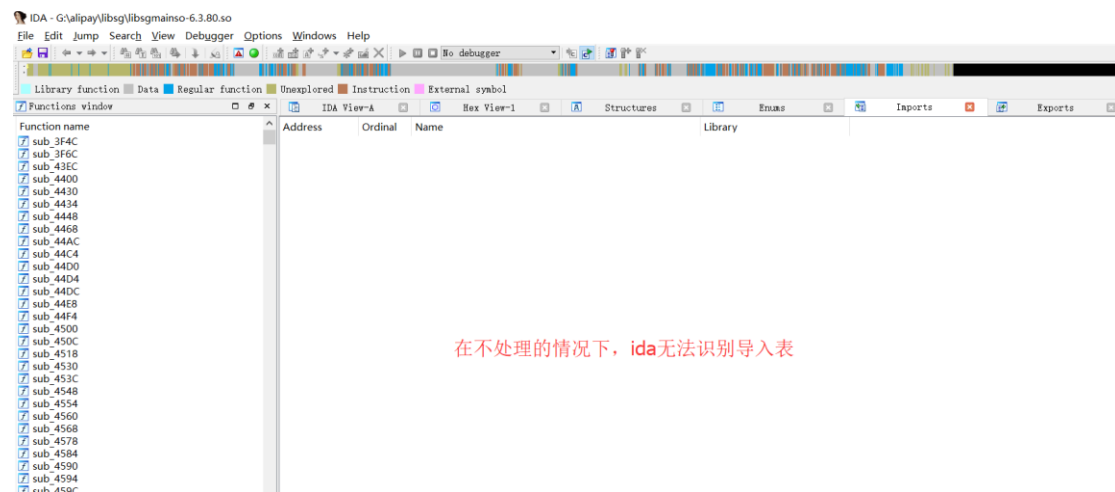 IDA - G:\alipay\libsg\libsgmainso-6.3.80.so
File Edit Jump Search View Debugger Options Windows Help
No debugger
Library function Data Regular function Unexplored Instruction External symbol
Functions window IDA View-A Hex View-1 Structures Enums Imports Exports
Function name Address Ordinal Name Library
sub_3F4C
sub_3F6C
sub_43EC
sub_4400
sub_4430
sub_4434
sub_4448
sub_4468
sub_44AC
sub_44C4
sub_44D0
sub_44D4
sub_44DC
sub_44E8
sub_44F4
sub_4500
sub_450C
sub_4518
sub_4530
sub_453C
sub_4548
sub_4554
sub_4560
sub_4568
sub_4578
sub_4584
sub_4590
sub_4594
sub_459C
在不处理的情况下，ida无法识别导入表